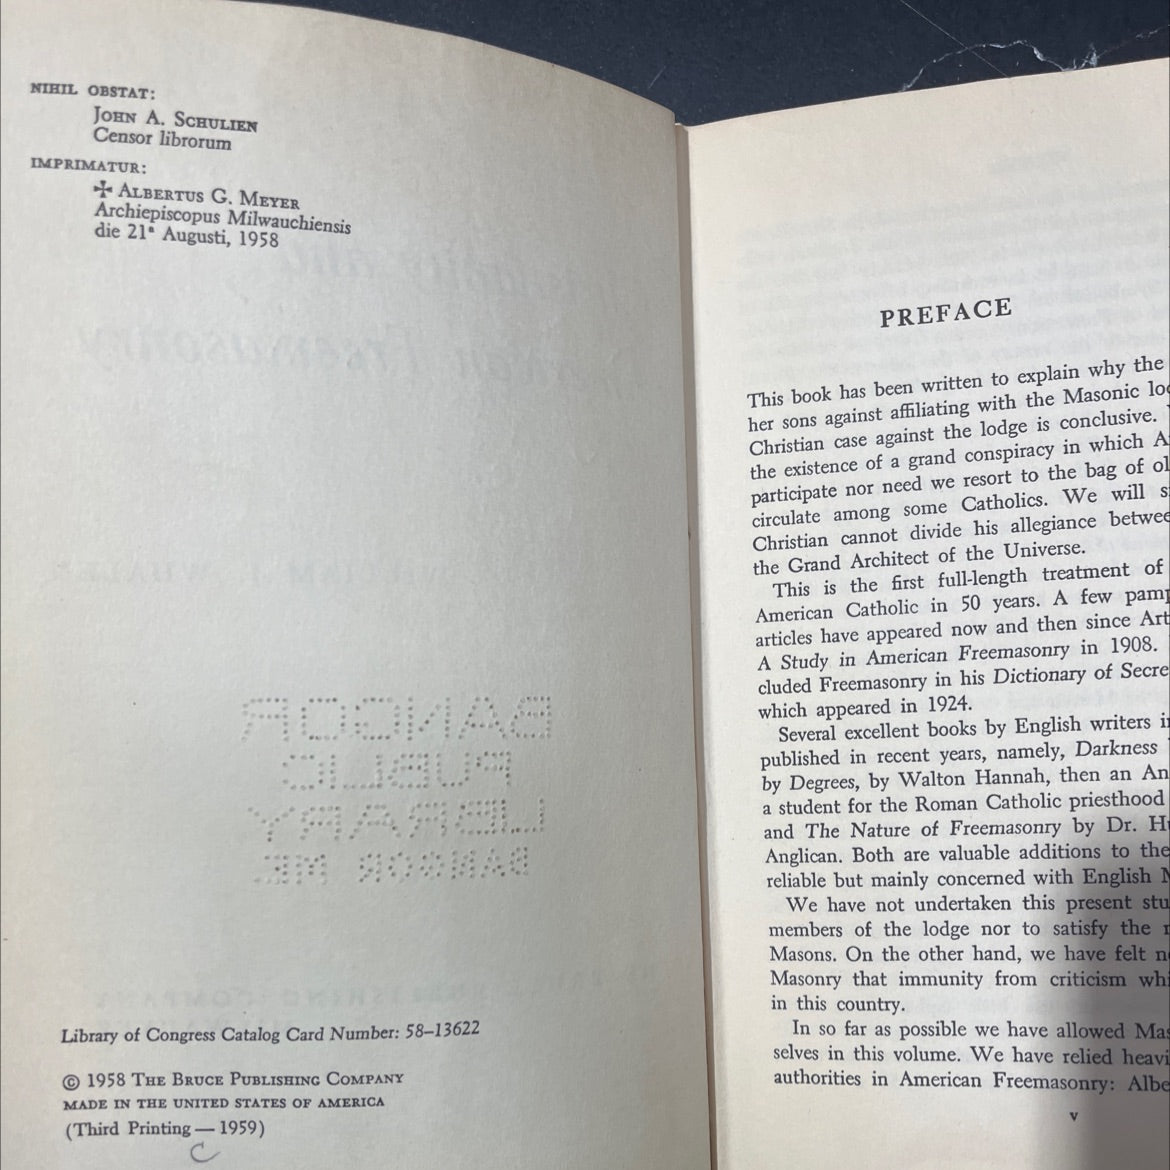 NIHIL OBSTAT:
JOHN A. SCHULIEN
Censor librorum
IMPRIMATUR:
✠ ALBERTUS G. MEYER
Archiepiscopus Milwauchiensis
die 21ª Augusti, 1958
BANGOR
PUBLIC
LIBRARY
BANGOR ME.
Library of Congress Catalog Card Number: 58–13622
© 1958 THE BRUCE PUBLISHING COMPANY
MADE IN THE UNITED STATES OF AMERICA
(Third Printing — 1959)
C
PREFACE
This book has been written to explain why the
her sons against affiliating with the Masonic lo
Christian case against the lodge is conclusive.
the existence of a grand conspiracy in which A
participate nor need we resort to the bag of ol
circulate among some Catholics. We will s
Christian cannot divide his allegiance betwee
the Grand Architect of the Universe.
This is the first full-length treatment of
American Catholic in 50 years. A few pamp
articles have appeared now and then since Art
A Study in American Freemasonry in 1908.
cluded Freemasonry in his Dictionary of Secre
which appeared in 1924.
Several excellent books by English writers i
published in recent years, namely, Darkness
by Degrees, by Walton Hannah, then an An
a student for the Roman Catholic priesthood
and The Nature of Freemasonry by Dr. H
Anglican. Both are valuable additions to the
reliable but mainly concerned with English M
We have not undertaken this present stu
members of the lodge nor to satisfy the
Masons. On the other hand, we have felt n
Masonry that immunity from criticism whi
in this country.
In so far as possible we have allowed Mas
selves in this volume. We have relied heavi
authorities in American Freemasonry: Albe
v